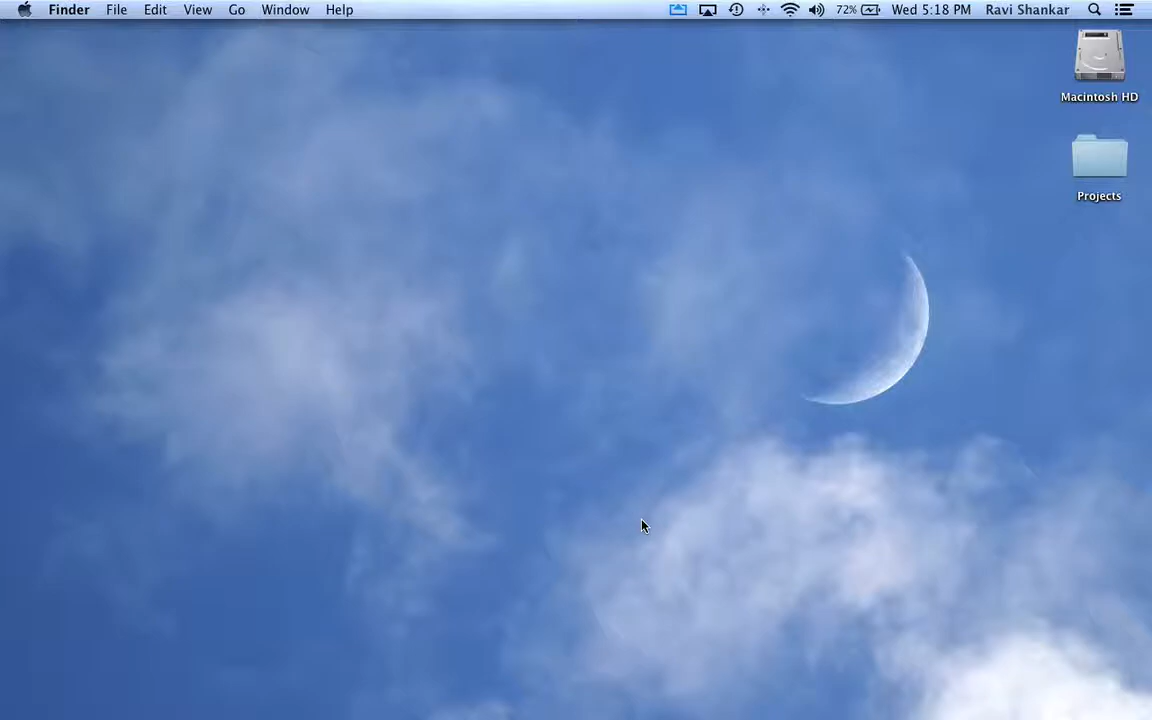 Finder File Edit View Go Window Help 72% Wed 5:18 PM Ravi Shankar
Macintosh HD
Projects